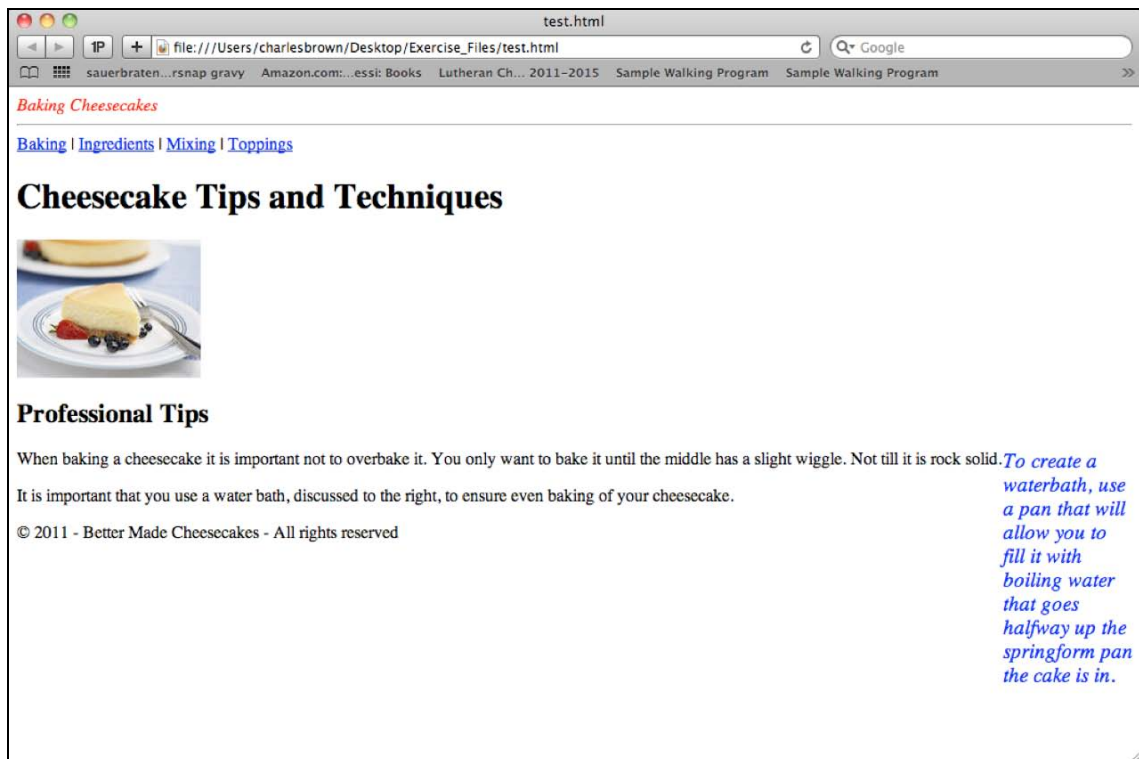 test.html
1P + file:///Users/charlesbrown/Desktop/Exercise_Files/test.html Google
sauerbraten...rsnap gravy Amazon.com:...essi: Books Lutheran Ch... 2011-2015 Sample Walking Program Sample Walking Program >>
Baking Cheesecakes
Baking | Ingredients | Mixing | Toppings
Cheesecake Tips and Techniques
Professional Tips
When baking a cheesecake it is important not to overbake it. You only want to bake it until the middle has a slight wiggle. Not till it is rock solid.
It is important that you use a water bath, discussed to the right, to ensure even baking of your cheesecake.
© 2011 - Better Made Cheesecakes - All rights reserved
To create a
waterbath, use
a pan that will
allow you to
fill it with
boiling water
that goes
halfway up the
springform pan
the cake is in.